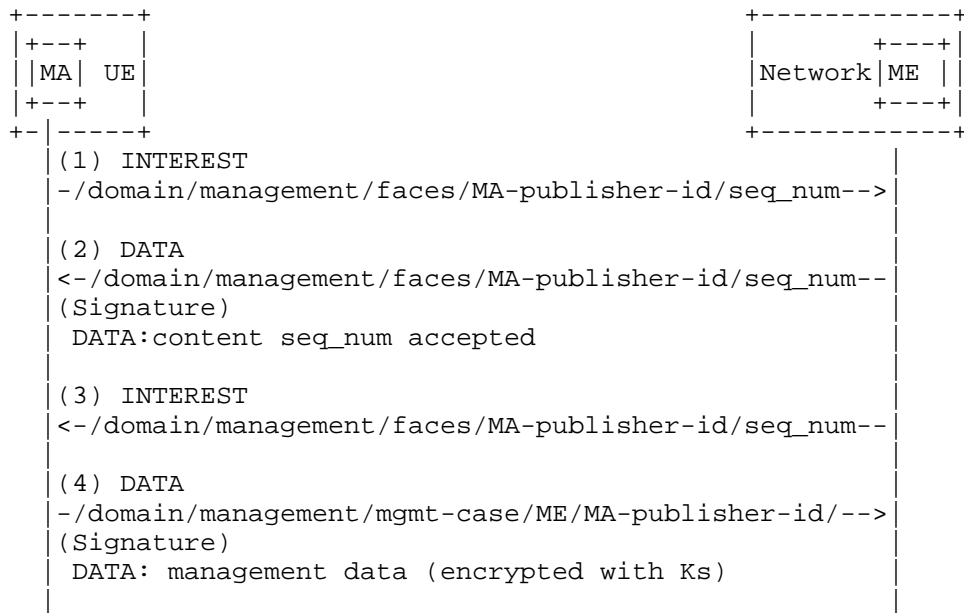 +-------+ +------------+
|+--+ | | +---+|
||MA| UE| |Network|ME ||
|+--+ | | +---+|
+-|-----+ +------------+
|(1) INTEREST |
|-/domain/management/faces/MA-publisher-id/seq_num-->|
| |
|(2) DATA |
|<-/domain/management/faces/MA-publisher-id/seq_num--|
|(Signature) |
| DATA:content seq_num accepted |
| |
|(3) INTEREST |
|<-/domain/management/faces/MA-publisher-id/seq_num--|
| |
|(4) DATA |
|-/domain/management/mgmt-case/ME/MA-publisher-id/-->|
|(Signature) |
| DATA: management data (encrypted with Ks) |
| |